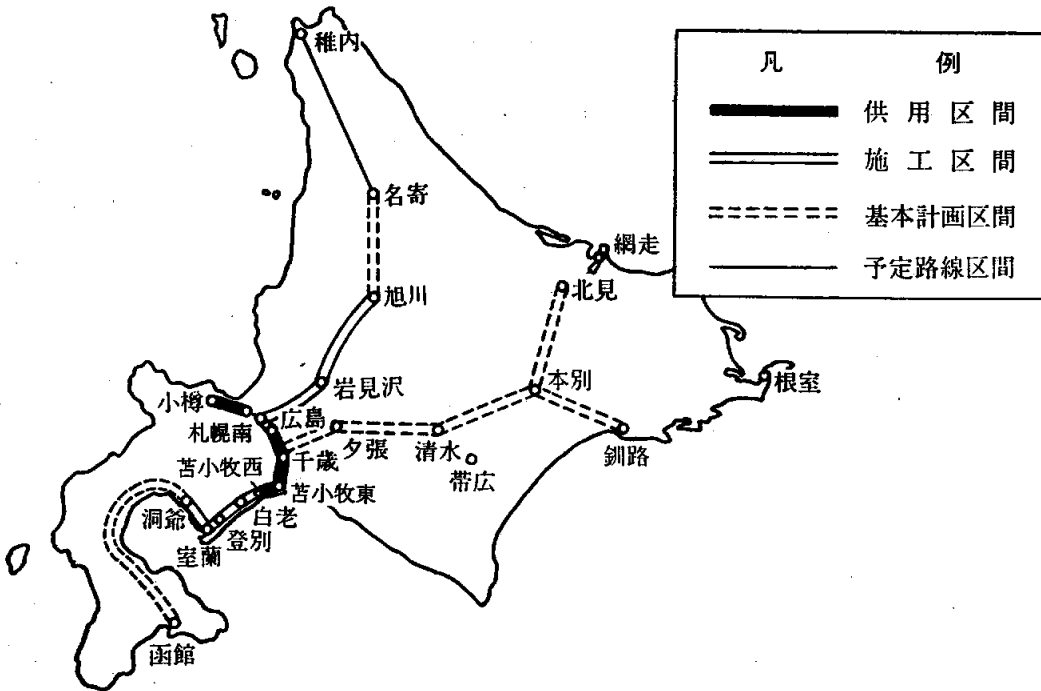 凡 例
供用区間
施工区間
基本計画区間
予定路線区間
稚内
名寄
網走
北見
旭川
岩見沢
本別
根室
小樽
札幌南
広島
夕張
清水
釧路
千歳
帯広
苫小牧西
苫小牧東
白老
洞爺
登別
室蘭
函館